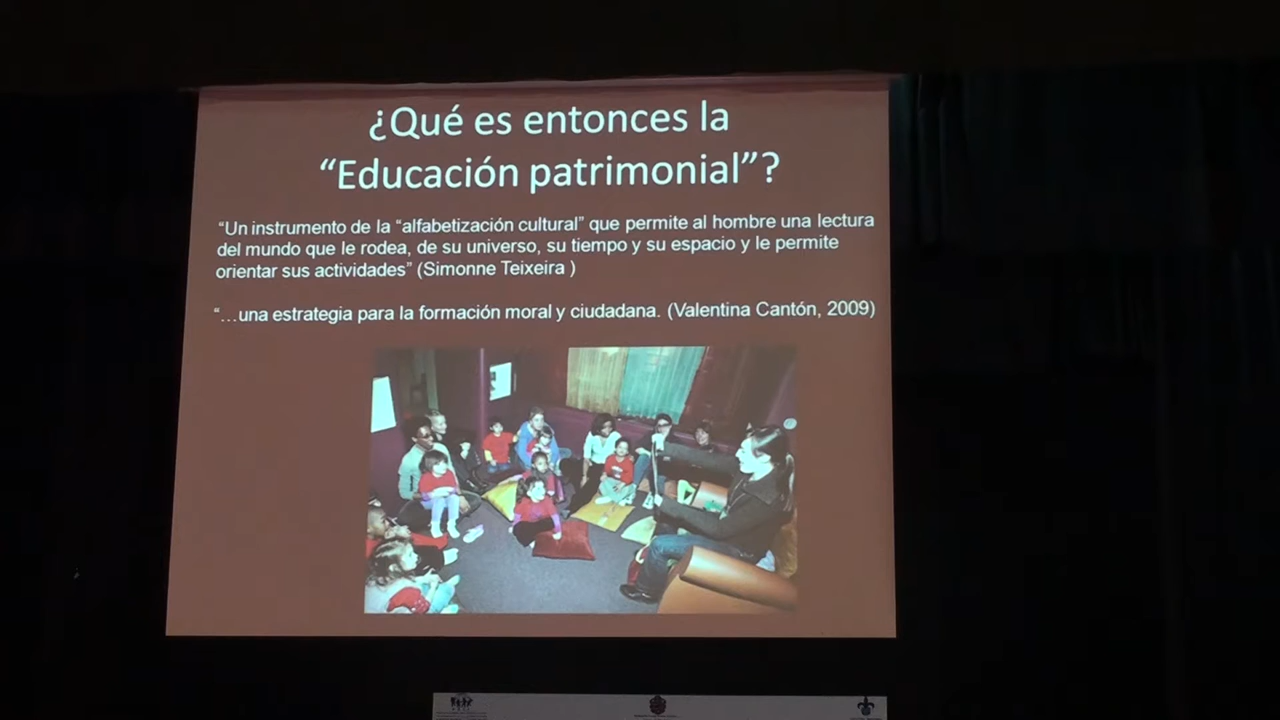 ¿Qué es entonces la
“Educación patrimonial”?
“Un instrumento de la “alfabetización cultural” que permite al hombre una lectura
del mundo que le rodea, de su universo, su tiempo y su espacio y le permite
orientar sus actividades” (Simonne Teixeira )
“…una estrategia para la formación moral y ciudadana. (Valentina Cantón, 2009)